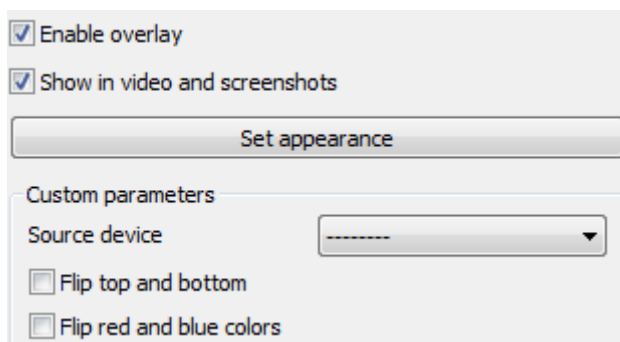 Enable overlay
Show in video and screenshots
Set appearance
Custom parameters
Source device --------
Flip top and bottom
Flip red and blue colors